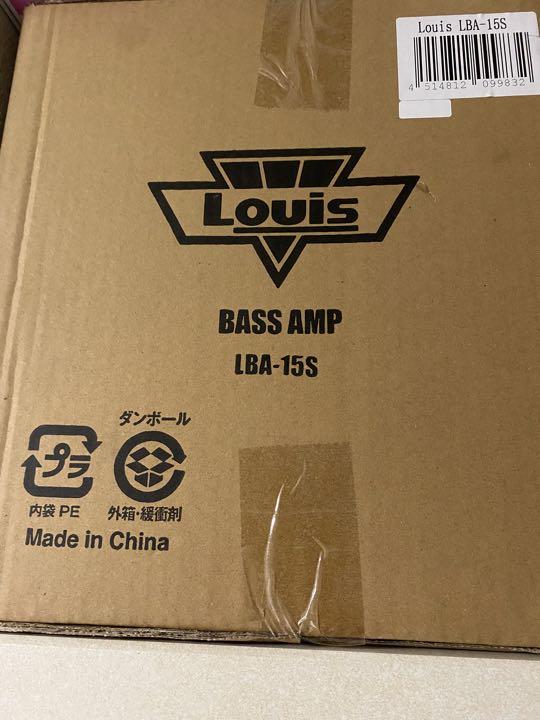 Louis LBA-15S
4 514812 099832
Louis
BASS AMP
LBA-15S
ダンボール
プラ
内袋 PE
外箱・緩衝剤
Made in China